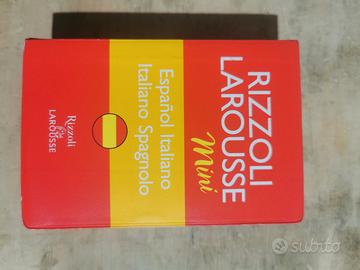 RIZZOLI
LAROUSSE
Mini
Español Italiano
Italiano Spagnolo
Rizzoli
LAROUSSE
subito